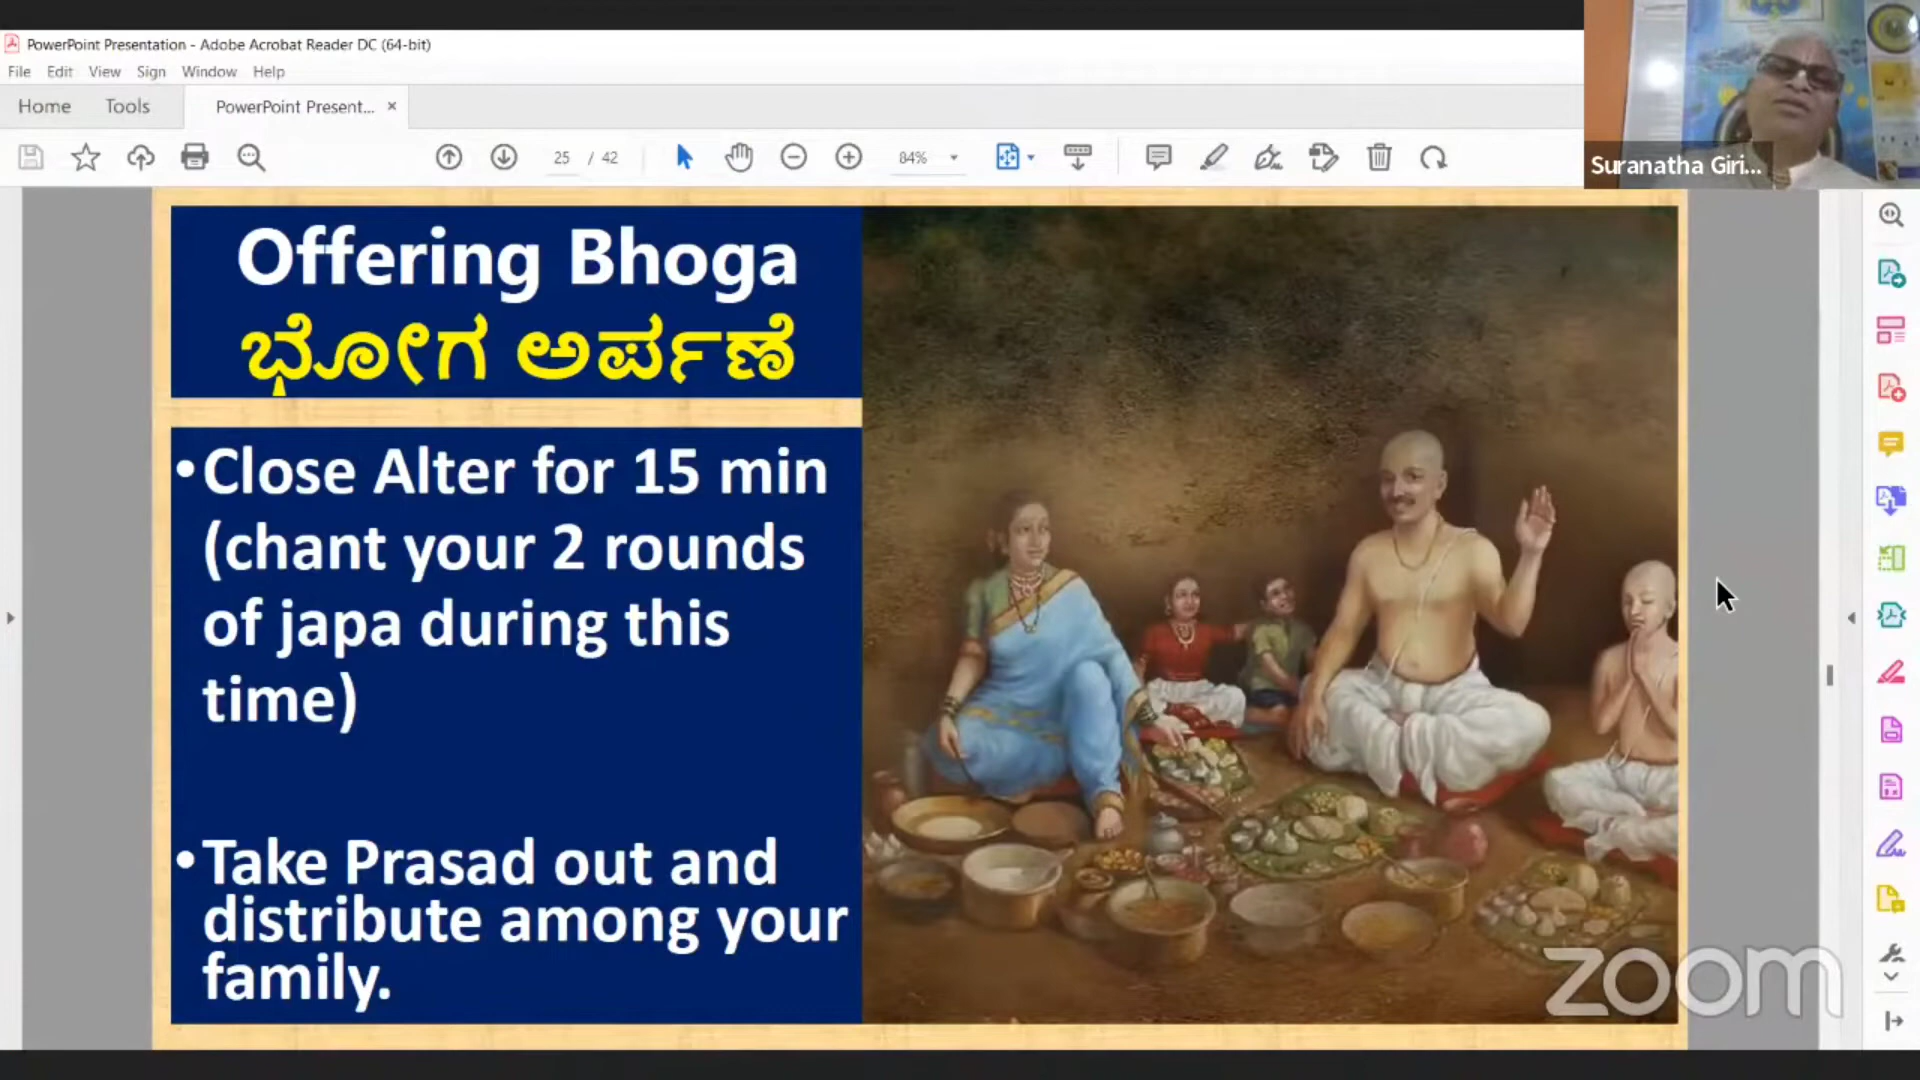 PowerPoint Presentation - Adobe Acrobat Reader DC (64-bit)
File Edit View Sign Window Help
Home Tools PowerPoint Present... ×
25 / 42 84%
Suranatha Giri...
Offering Bhoga
ಭೋಗ ಅರ್ಪಣೆ
•Close Alter for 15 min
(chant your 2 rounds
of japa during this
time)
•Take Prasad out and
distribute among your
family.
zoom